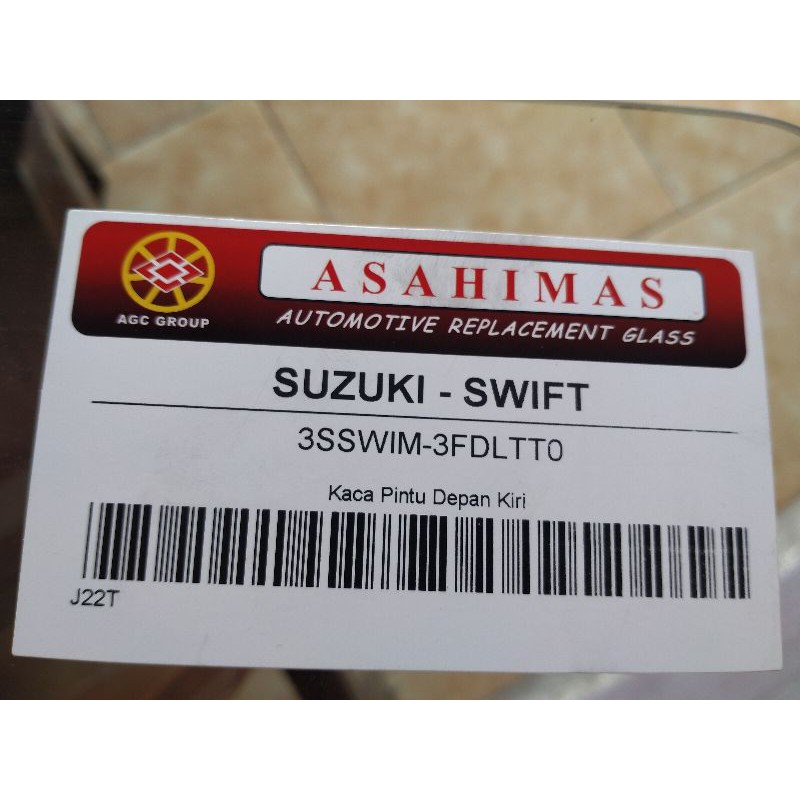 ASAHIMAS
AGC GROUP
AUTOMOTIVE REPLACEMENT GLASS
SUZUKI - SWIFT
3SSWIM-3FDLTT0
Kaca Pintu Depan Kiri
J22T